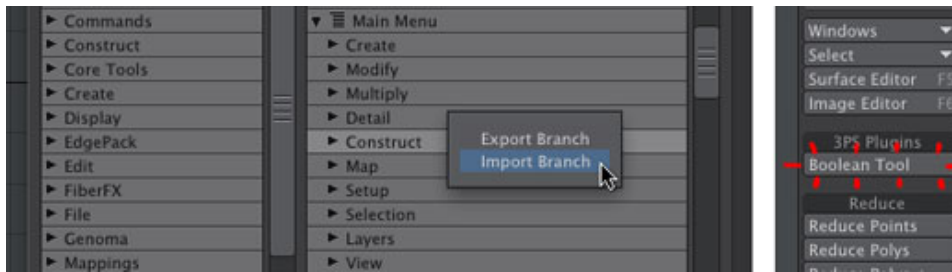 Commands
Construct
Core Tools
Create
Display
EdgePack
Edit
FiberFX
File
Genoma
Mappings
Main Menu
Create
Modify
Multiply
Detail
Construct
Map
Setup
Selection
Layers
View
Export Branch
Import Branch
Windows
Select
Surface Editor F5
Image Editor F6
3PS Plugins
Boolean Tool
Reduce
Reduce Points
Reduce Polys